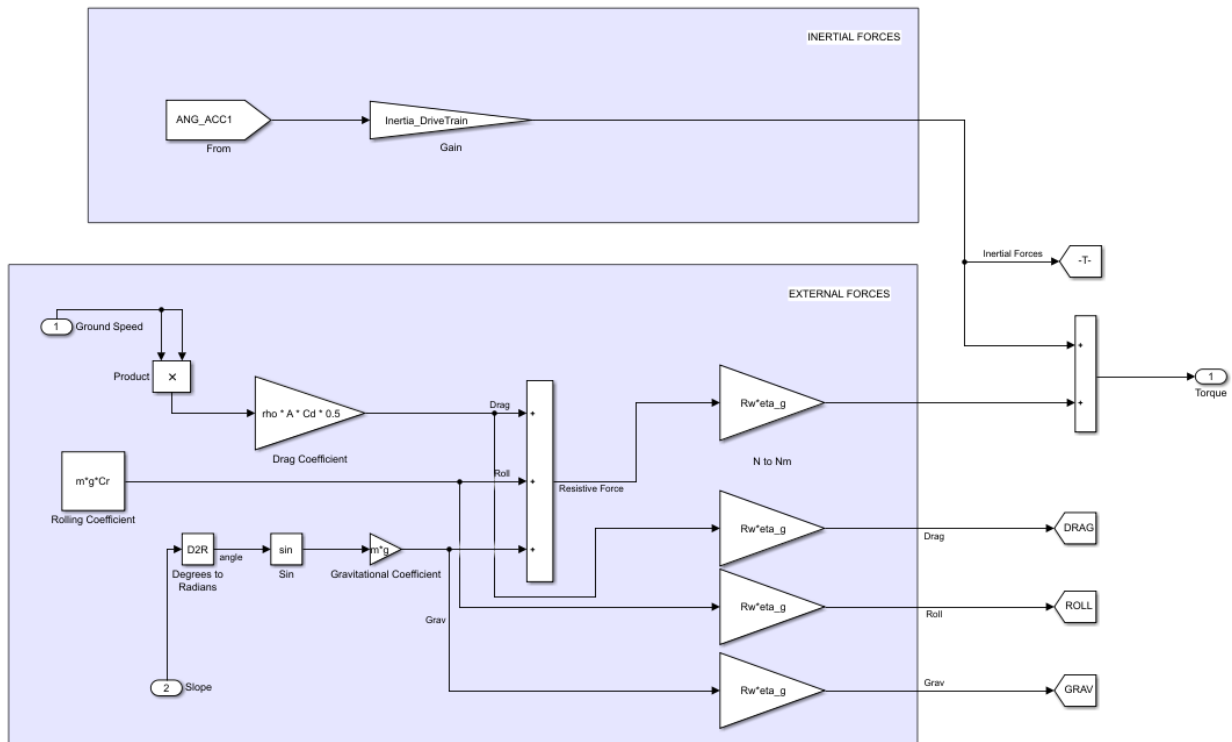 INERTIAL FORCES
ANG_ACC1
From
Inertia_DriveTrain
Gain
Inertial Forces
-T-
EXTERNAL FORCES
1
Ground Speed
Product
×
rho * A * Cd * 0.5
Drag Coefficient
Drag
+
Rw*eta_g
N to Nm
+
+
1
Torque
m*g*Cr
Rolling Coefficient
Roll
+
Resistive Force
D2R
Degrees to
Radians
angle
sin
Sin
m*g
Gravitational Coefficient
+
Rw*eta_g
Drag
DRAG
Rw*eta_g
Roll
ROLL
Grav
2
Slope
Rw*eta_g
Grav
GRAV